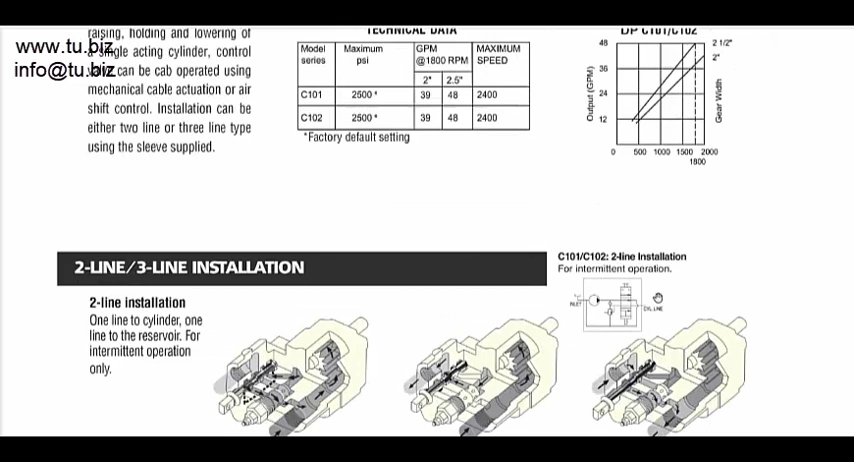 raising, holding and lowering of
a single acting cylinder, control
valve can be cab operated using
mechanical cable actuation or air
shift control. Installation can be
either two line or three line type
using the sleeve supplied.
www.tu.biz
info@tu.biz
TECHNICAL DATA
Model series Maximum psi GPM @1800 RPM MAXIMUM SPEED
2" 2.5"
C101 2500 * 39 48 2400
C102 2500 * 39 48 2400
*Factory default setting
DP C101/C102
Output (GPM)
48
36
24
12
0 500 1000 1500 2000
1800
2 1/2"
2"
Gear Width
2-LINE/3-LINE INSTALLATION
C101/C102: 2-line Installation
For intermittent operation.
INLET
CYL. LINE
2-line installation
One line to cylinder, one
line to the reservoir. For
intermittent operation
only.